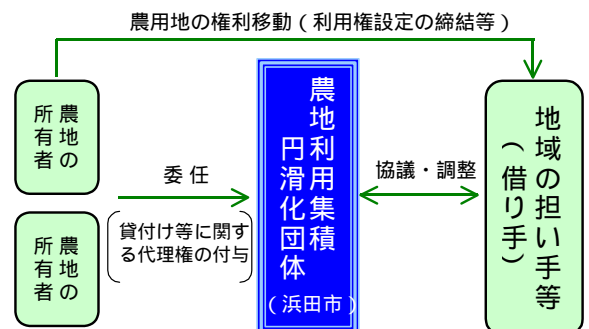 農用地の権利移動(利用権設定の締結等)
農地の
所有者
農地の
所有者
委 任
貸付け等に関す
る代理権の付与
農地利用集積
円滑化団体
(浜田市)
協議・調整
地域の担い手等
(借り手)